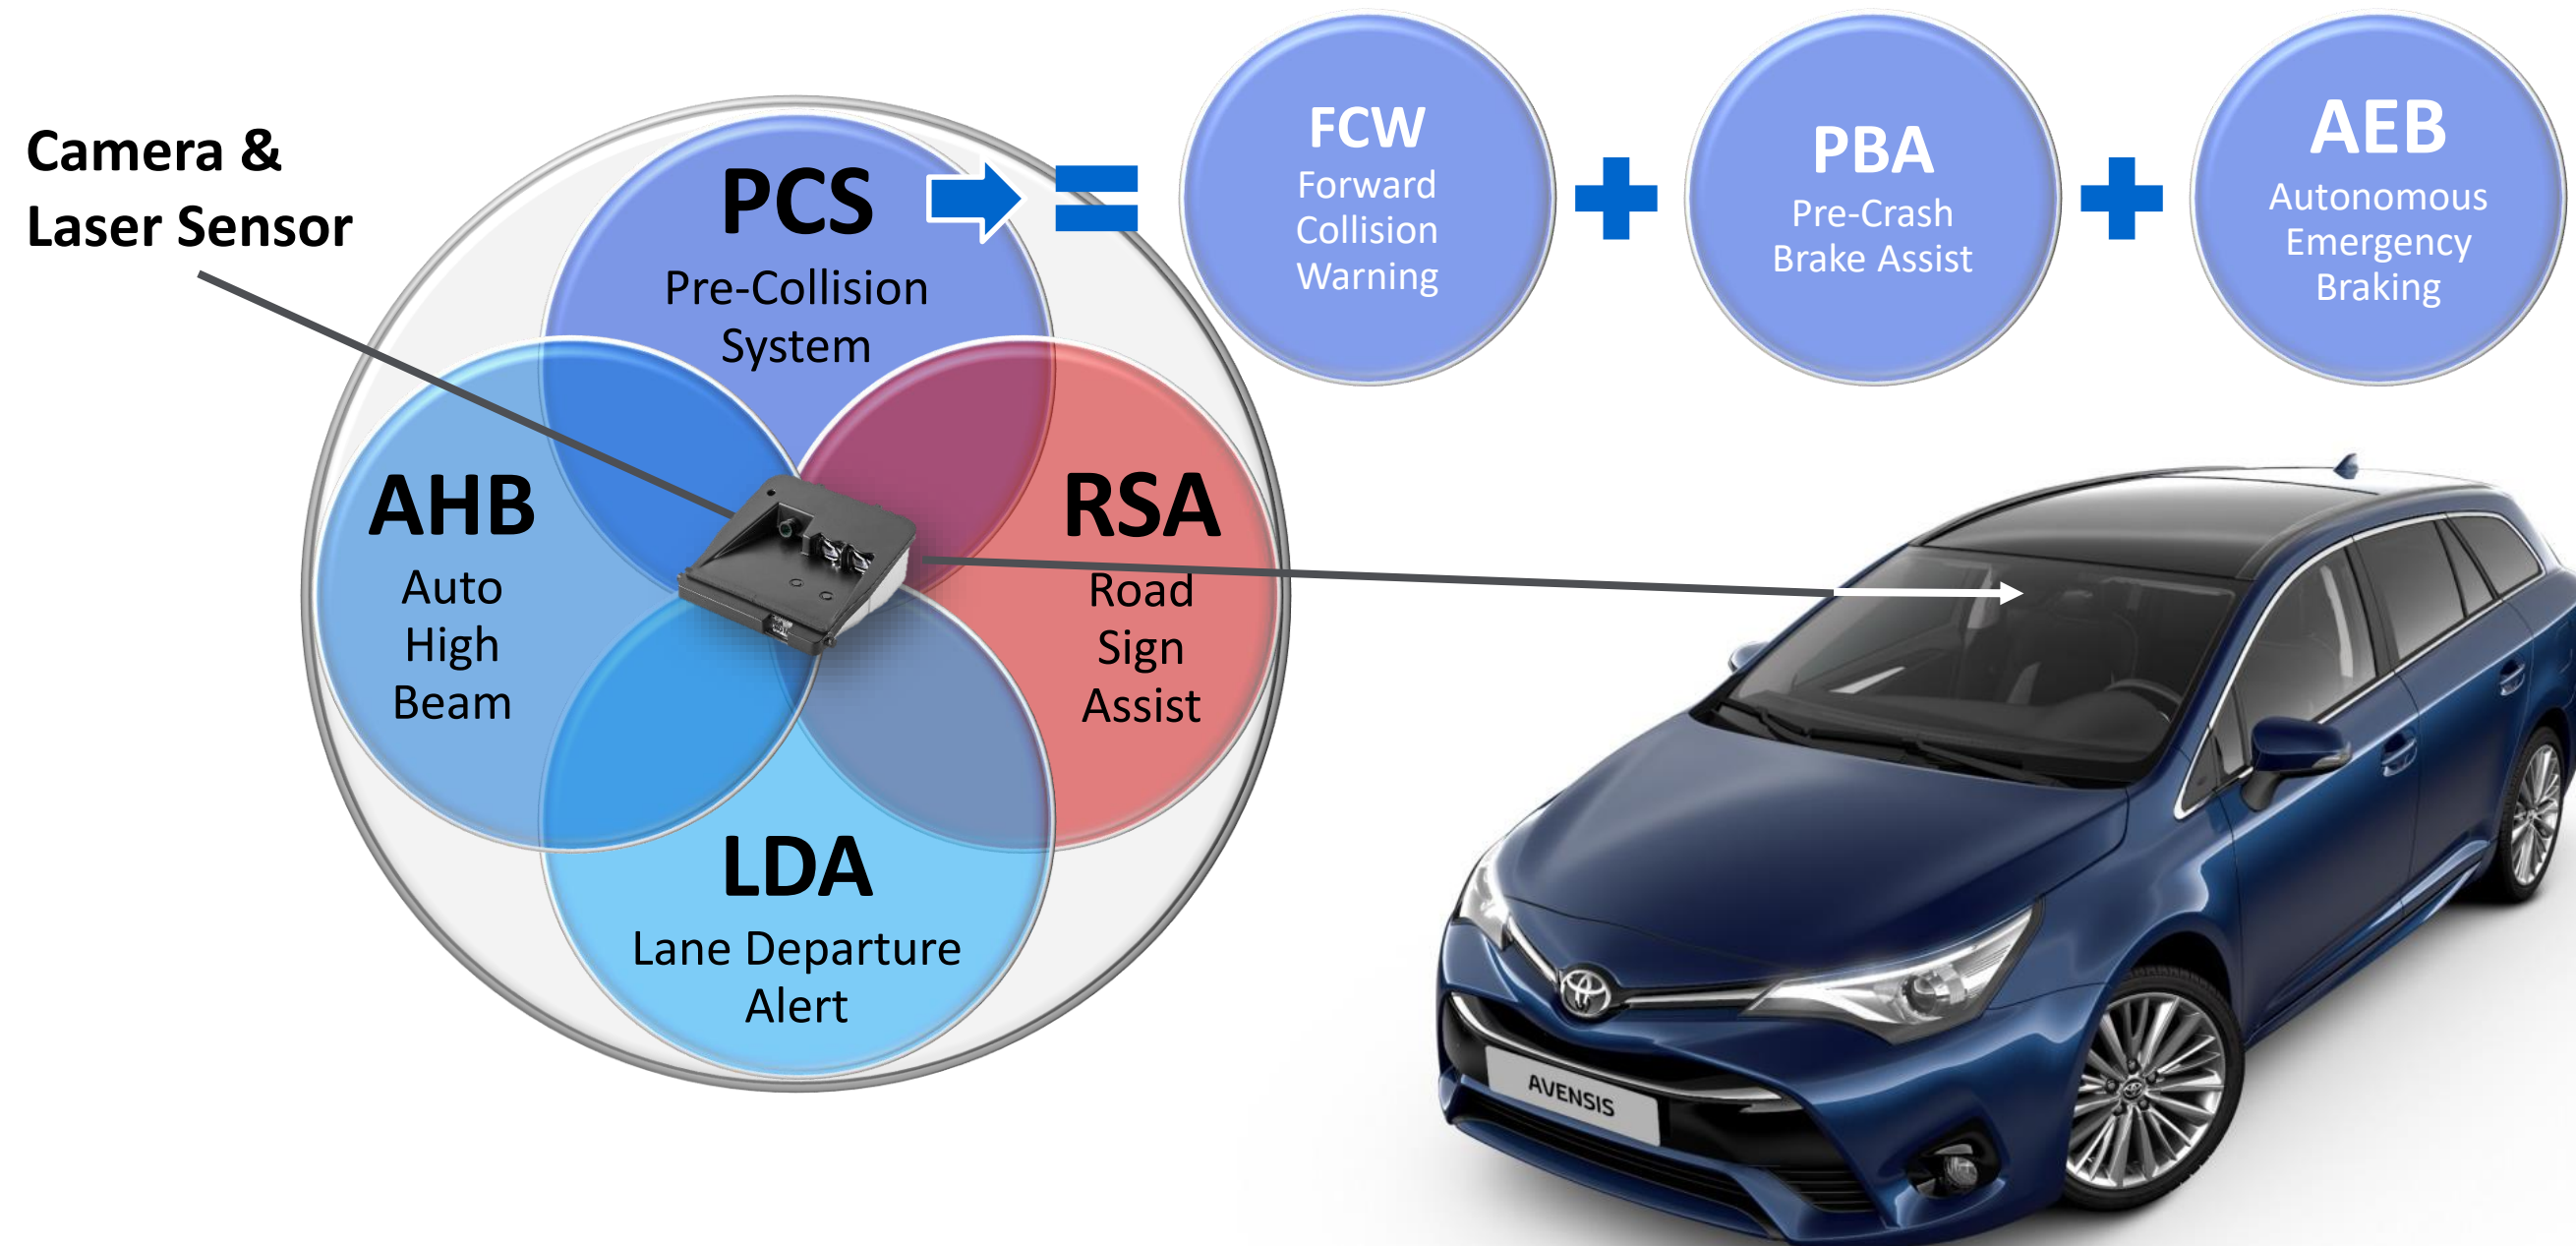 Camera &
Laser Sensor
PCS
Pre-Collision
System
FCW
Forward
Collision
Warning
PBA
Pre-Crash
Brake Assist
AEB
Autonomous
Emergency
Braking
AHB
Auto
High
Beam
RSA
Road
Sign
Assist
LDA
Lane Departure
Alert
AVENSIS